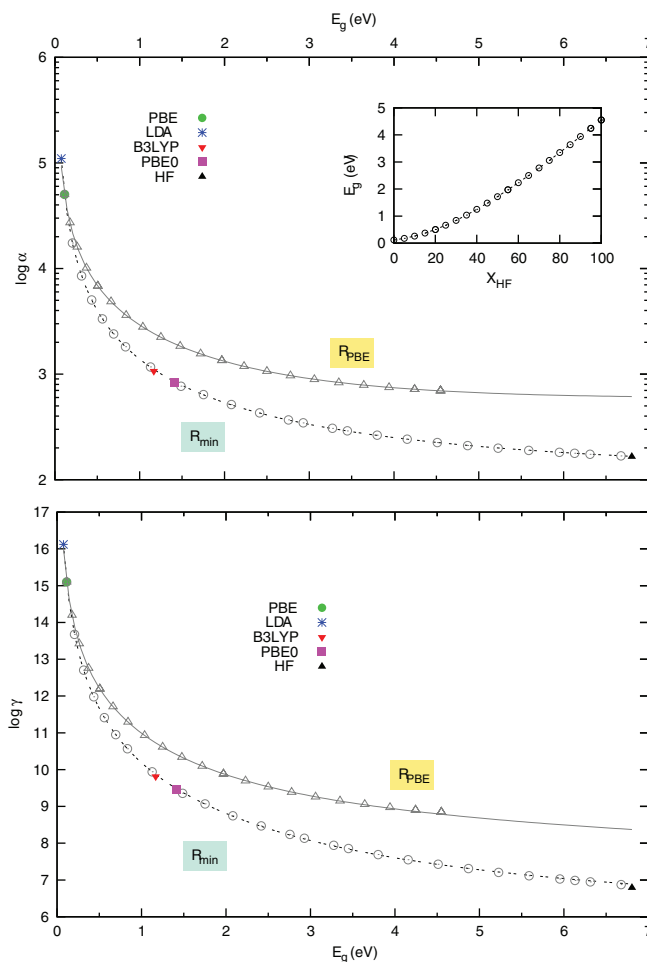 E_g (eV)
0 1 2 3 4 5 6 7
6
5
4
3
2
log α
PBE
LDA
B3LYP
PBE0
HF
5
4
3
2
1
0
E_g (eV)
0 20 40 60 80 100
X_HF
R_PBE
R_min
17
16
15
14
13
12
11
10
9
8
7
6
log γ
PBE
LDA
B3LYP
PBE0
HF
R_PBE
R_min
0 1 2 3 4 5 6 7
E_g (eV)